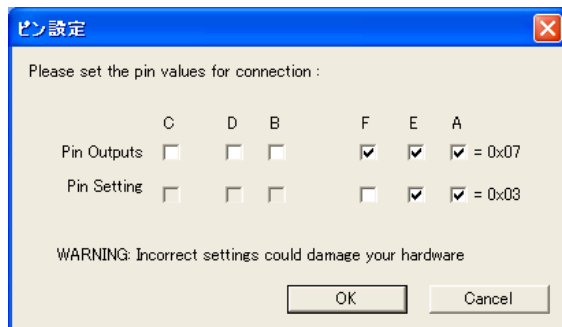 ピン設定
Please set the pin values for connection :
C D B F E A
Pin Outputs = 0x07
Pin Setting = 0x03
WARNING: Incorrect settings could damage your hardware
OK Cancel